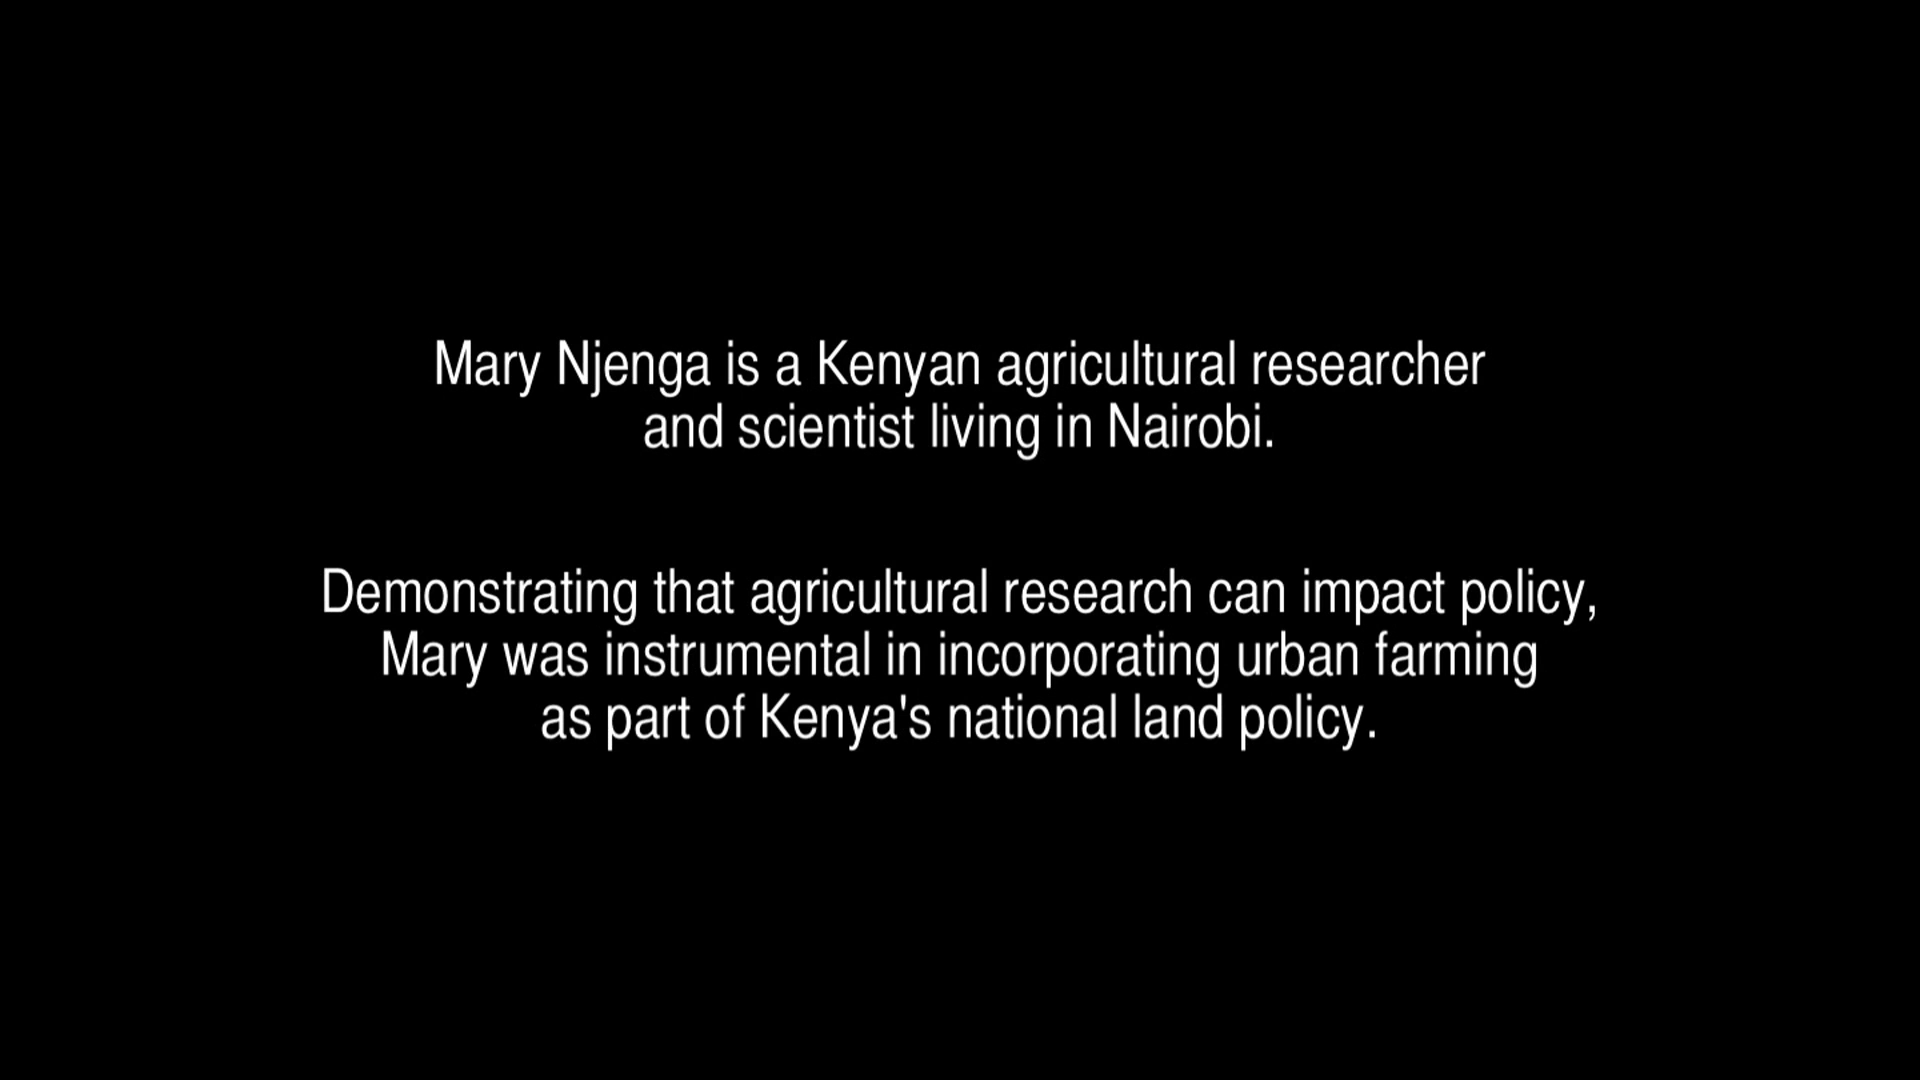 Mary Njenga is a Kenyan agricultural researcher
and scientist living in Nairobi.
Demonstrating that agricultural research can impact policy,
Mary was instrumental in incorporating urban farming
as part of Kenya's national land policy.